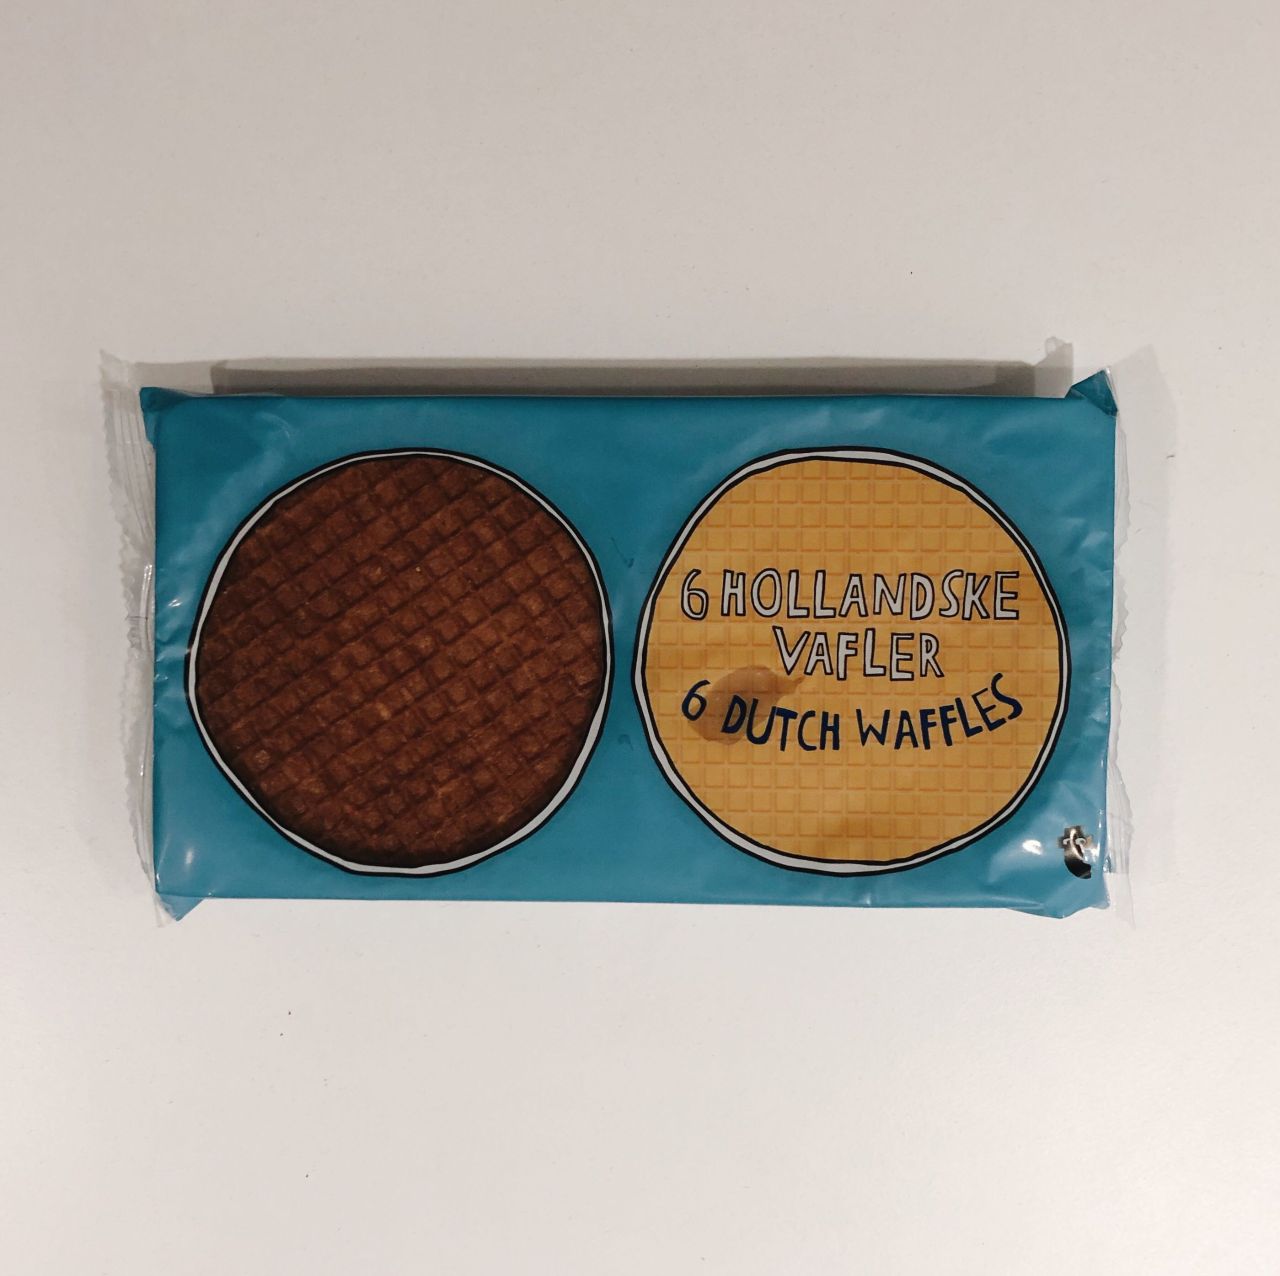 6 HOLLANDSKE
VAFLER
6 DUTCH WAFFLES